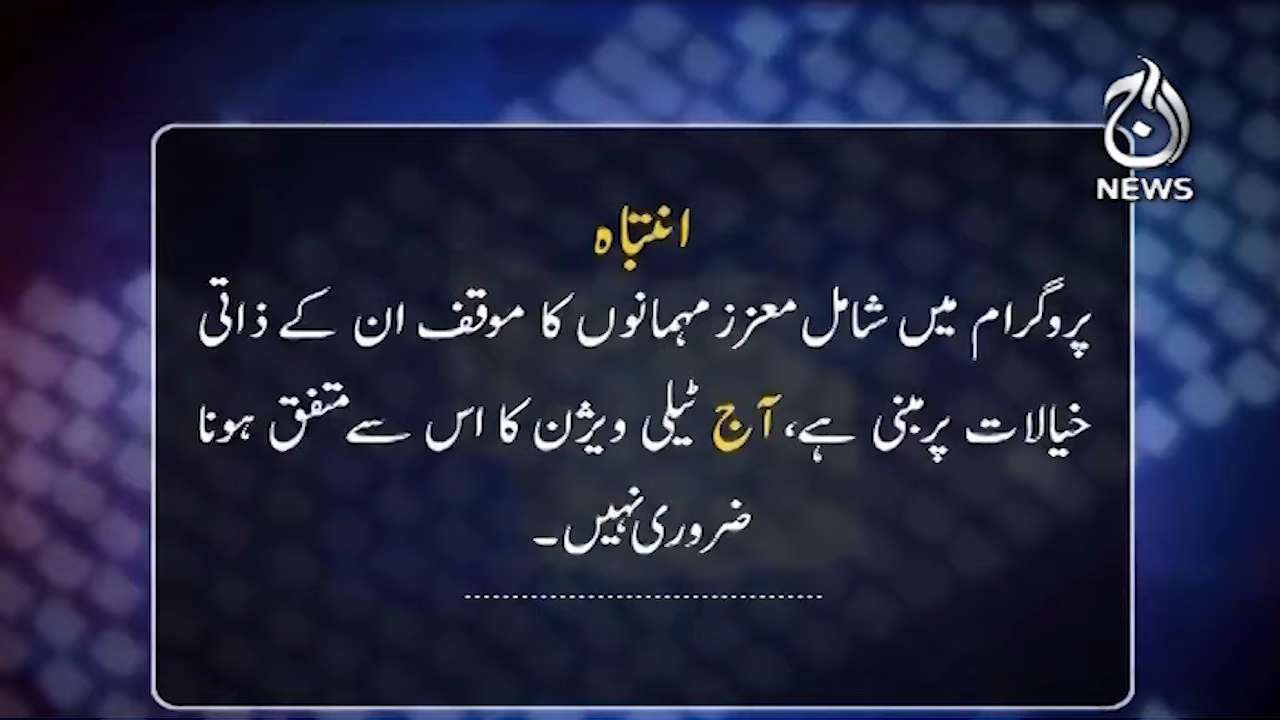 آج
NEWS
انتباہ
پروگرام میں شامل معزز مہمانوں کا موقف ان کے ذاتی
خیالات پر مبنی ہے، آج ٹیلی ویژن کا اس سے متفق ہونا
ضروری نہیں۔